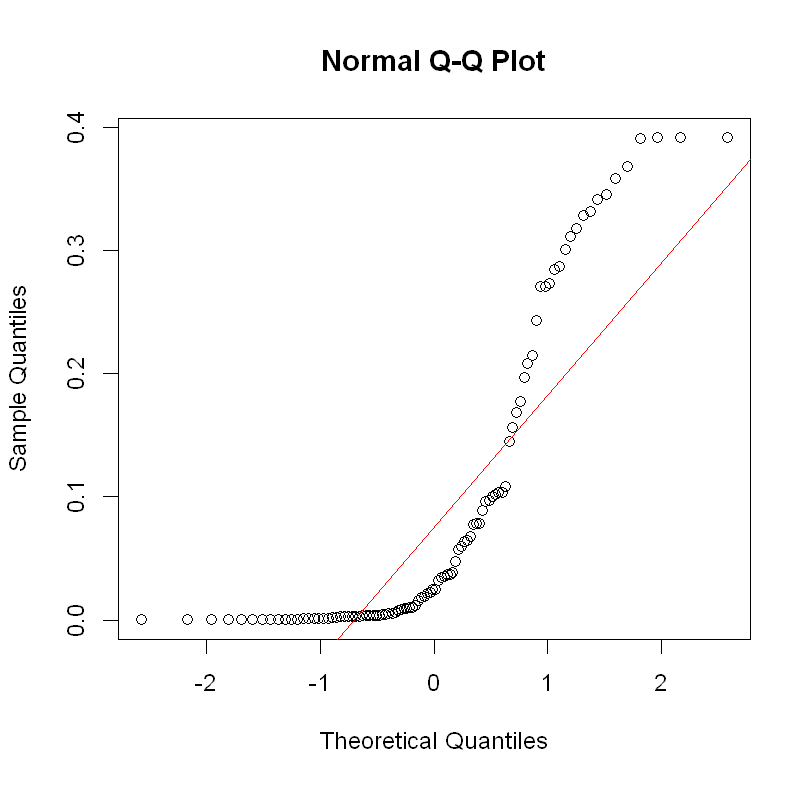 Normal Q-Q Plot
0.4
0.3
0.2
0.1
0.0
Sample Quantiles
-2 -1 0 1 2
Theoretical Quantiles